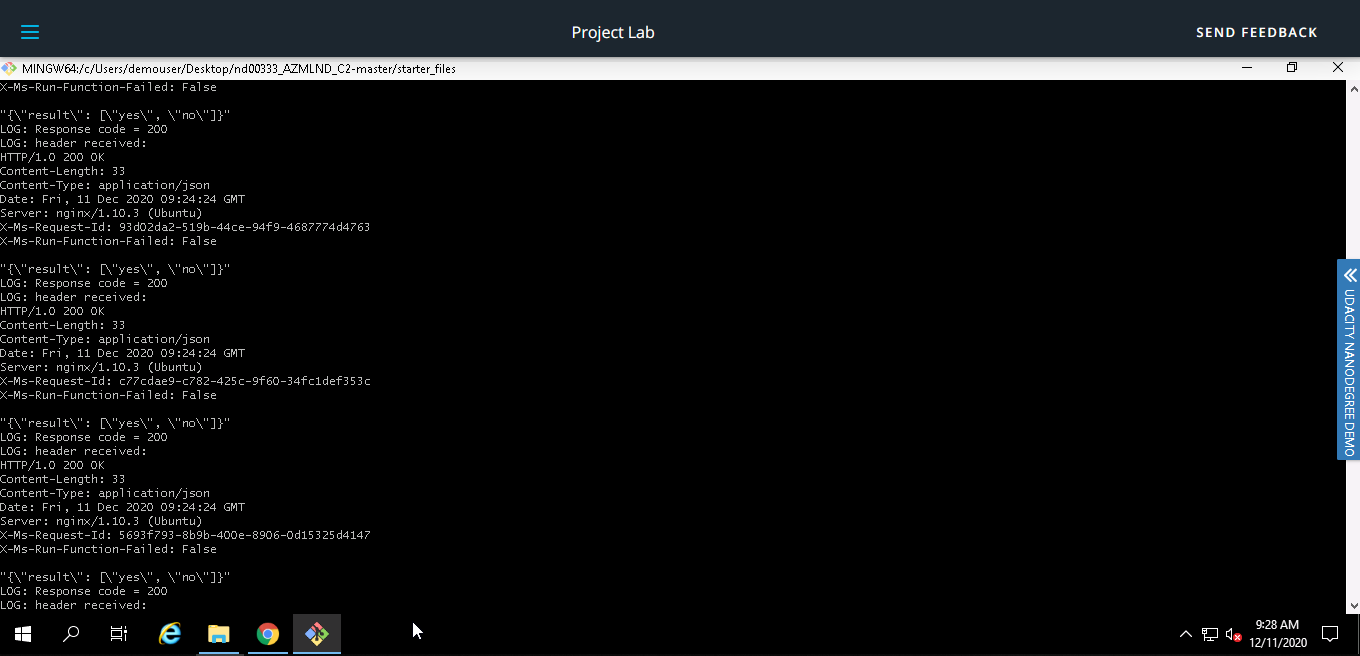 Project Lab
SEND FEEDBACK
MINGW64:/c/Users/demouser/Desktop/nd00333_AZMLND_C2-master/starter_files
X-Ms-Run-Function-Failed: False
"{\"result\": [\"yes\", \"no\"]}"
LOG: Response code = 200
LOG: header received:
HTTP/1.0 200 OK
Content-Length: 33
Content-Type: application/json
Date: Fri, 11 Dec 2020 09:24:24 GMT
Server: nginx/1.10.3 (Ubuntu)
X-Ms-Request-Id: 93d02da2-519b-44ce-94f9-4687774d4763
X-Ms-Run-Function-Failed: False
"{\"result\": [\"yes\", \"no\"]}"
LOG: Response code = 200
LOG: header received:
HTTP/1.0 200 OK
Content-Length: 33
Content-Type: application/json
Date: Fri, 11 Dec 2020 09:24:24 GMT
Server: nginx/1.10.3 (Ubuntu)
X-Ms-Request-Id: c77cdae9-c782-425c-9f60-34fc1def353c
X-Ms-Run-Function-Failed: False
"{\"result\": [\"yes\", \"no\"]}"
LOG: Response code = 200
LOG: header received:
HTTP/1.0 200 OK
Content-Length: 33
Content-Type: application/json
Date: Fri, 11 Dec 2020 09:24:24 GMT
Server: nginx/1.10.3 (Ubuntu)
X-Ms-Request-Id: 5693f793-8b9b-400e-8906-0d15325d4147
X-Ms-Run-Function-Failed: False
"{\"result\": [\"yes\", \"no\"]}"
LOG: Response code = 200
LOG: header received:
UDACITY NANODEGREE DEMO
9:28 AM
12/11/2020